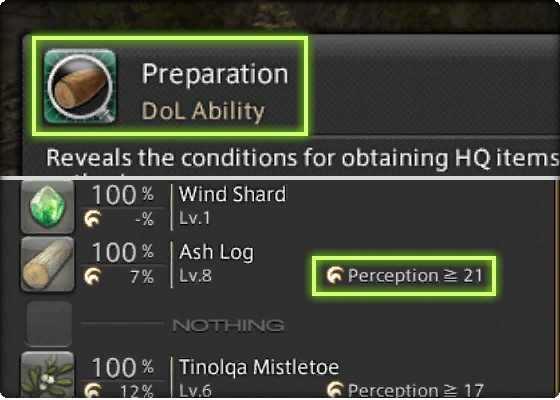 Preparation
DoL Ability
Reveals the conditions for obtaining HQ items
100 % Wind Shard
-% Lv.1
100 % Ash Log
7% Lv.8 Perception ≧ 21
NOTHING
100 % Tinolqa Mistletoe
12% Lv.6 Perception ≧ 17